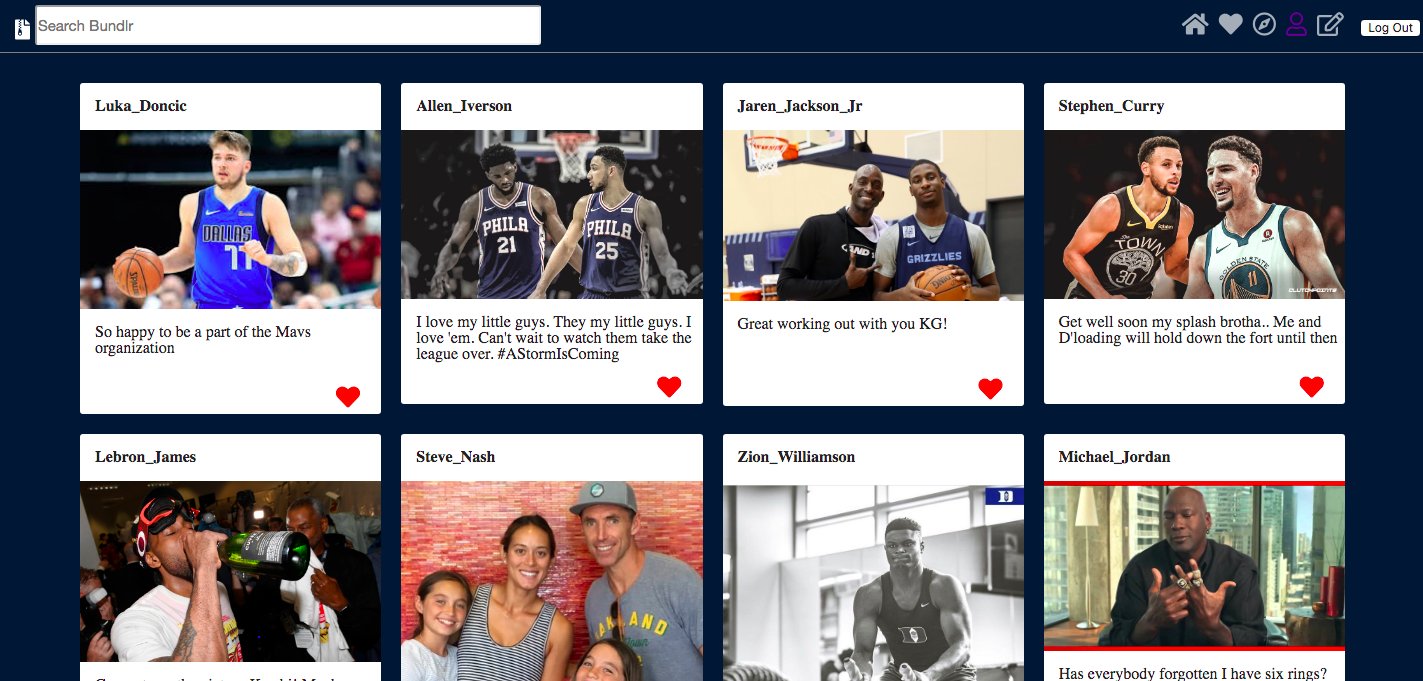 Search Bundlr
Log Out
Luka_Doncic
Allen_Iverson
Jaren_Jackson_Jr
Stephen_Curry
DALLAS
77
PHILA
21
PHILA
25
GRIZZLIES
The
TOWN
30
GOLDEN STATE
11
CLUTCHPOINTS
So happy to be a part of the Mavs
organization
I love my little guys. They my little guys. I
love 'em. Can't wait to watch them take the
league over. #AStormIsComing
Great working out with you KG!
Get well soon my splash brotha.. Me and
D'loading will hold down the fort until then
Lebron_James
Steve_Nash
Zion_Williamson
Michael_Jordan
D
OAKLAND
D
Has everybody forgotten I have six rings?